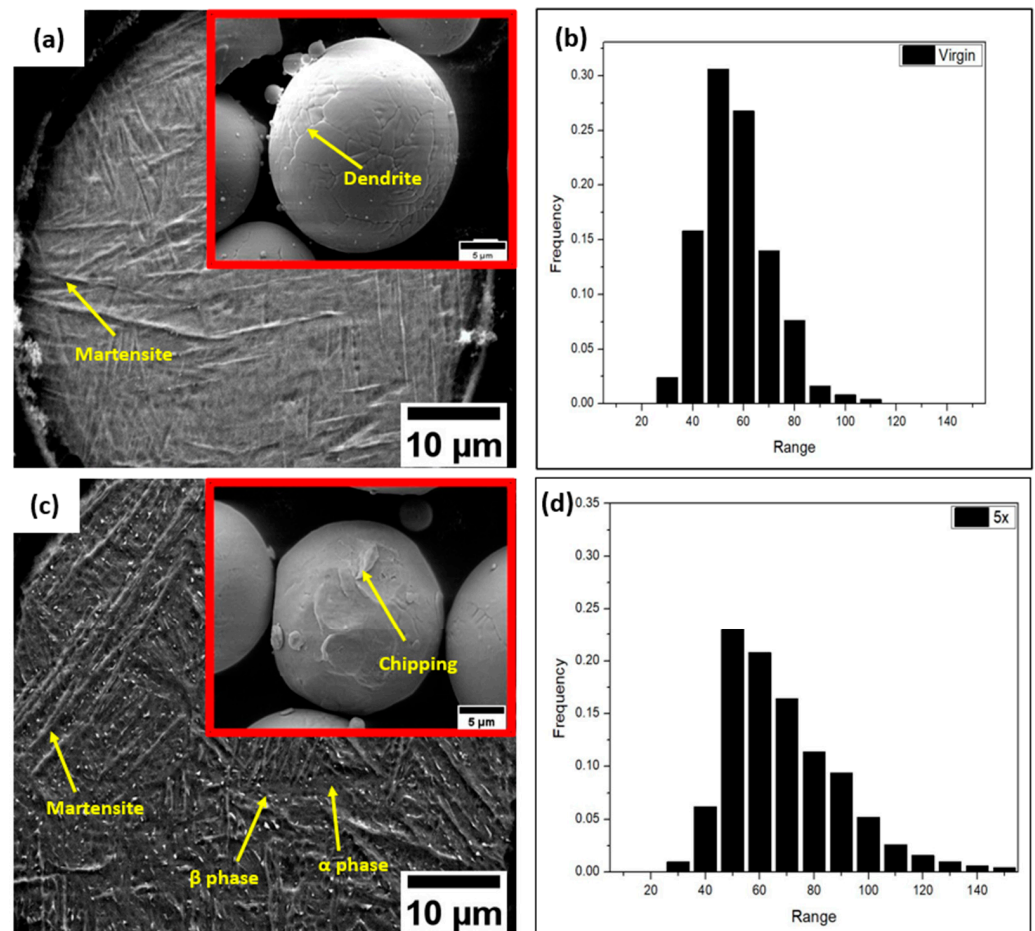 (a)
Dendrite
5 µm
Martensite
10 µm
(b)
Virgin
Frequency
0.30
0.25
0.20
0.15
0.10
0.05
0.00
20 40 60 80 100 120 140
Range
(c)
Chipping
5 µm
Martensite
β phase
α phase
10 µm
(d)
5x
Frequency
0.35
0.30
0.25
0.20
0.15
0.10
0.05
0.00
20 40 60 80 100 120 140
Range